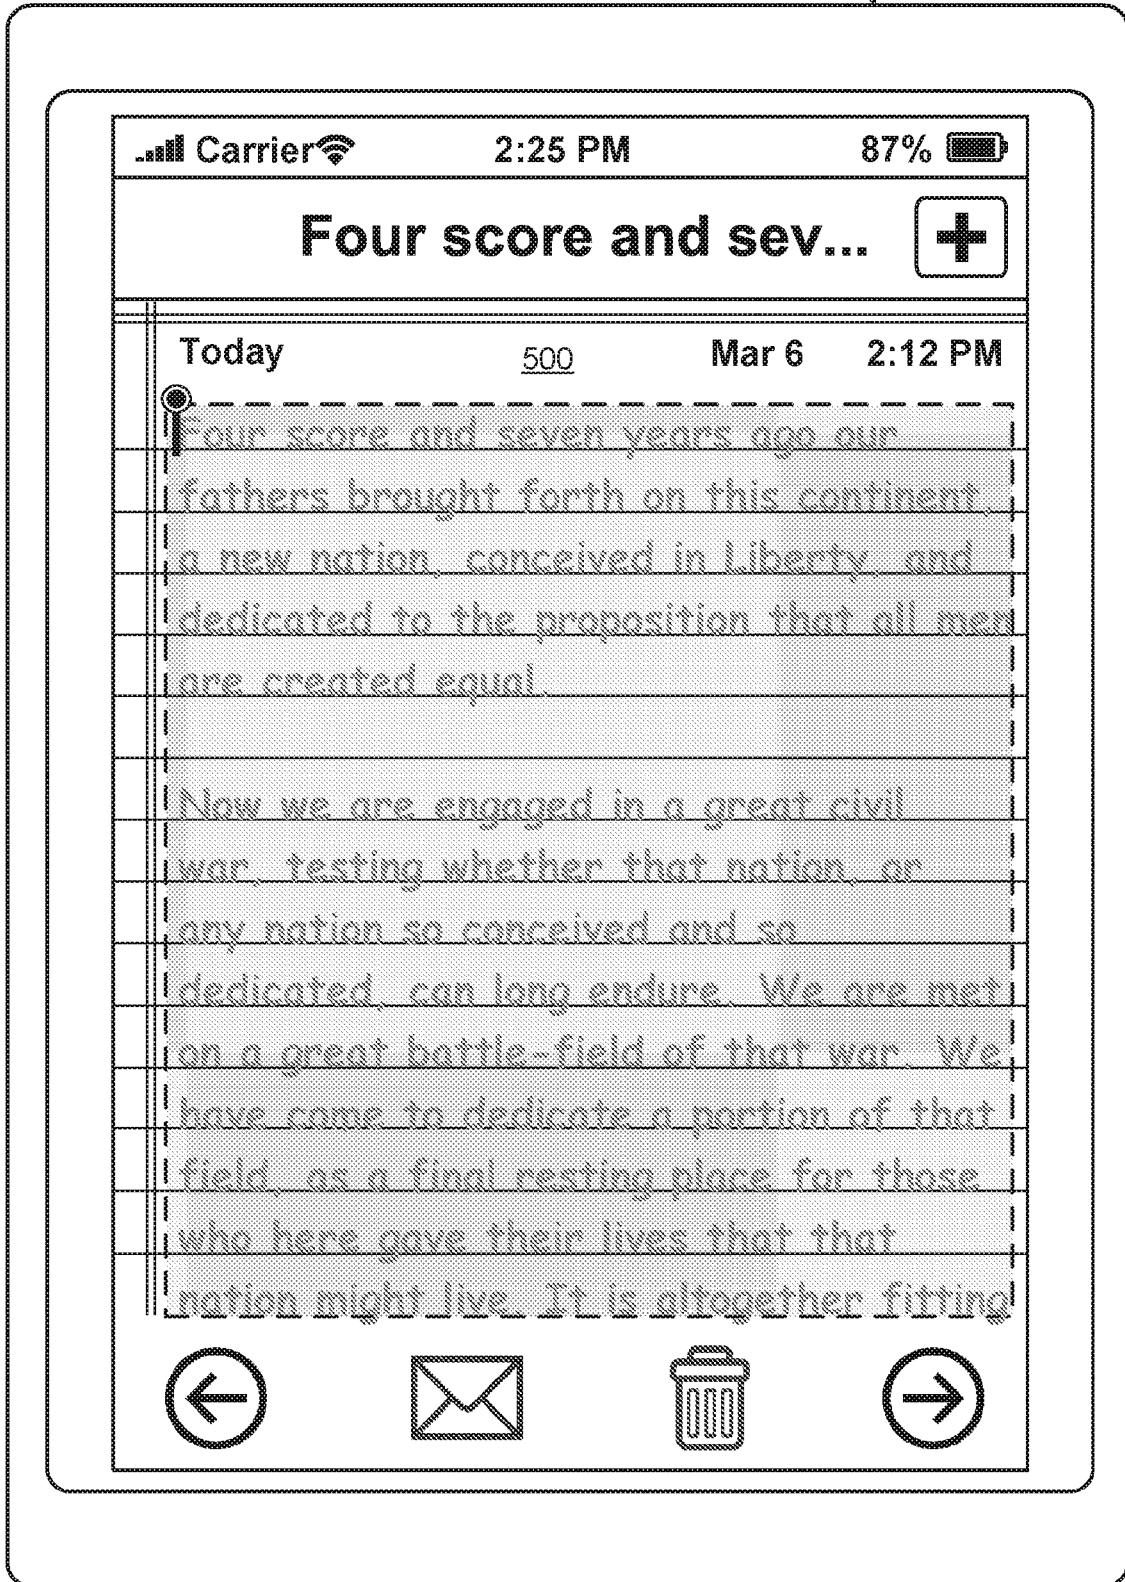 Carrier 2:25 PM 87%
Four score and sev...
Today 500 Mar 6 2:12 PM
Four score and seven years ago our
fathers brought forth on this continent,
a new nation, conceived in Liberty, and
dedicated to the proposition that all men
are created equal.
Now we are engaged in a great civil
war, testing whether that nation, or
any nation so conceived and so
dedicated, can long endure. We are met
on a great battle-field of that war. We
have come to dedicate a portion of that
field, as a final resting place for those
who here gave their lives that that
nation might live. It is altogether fitting